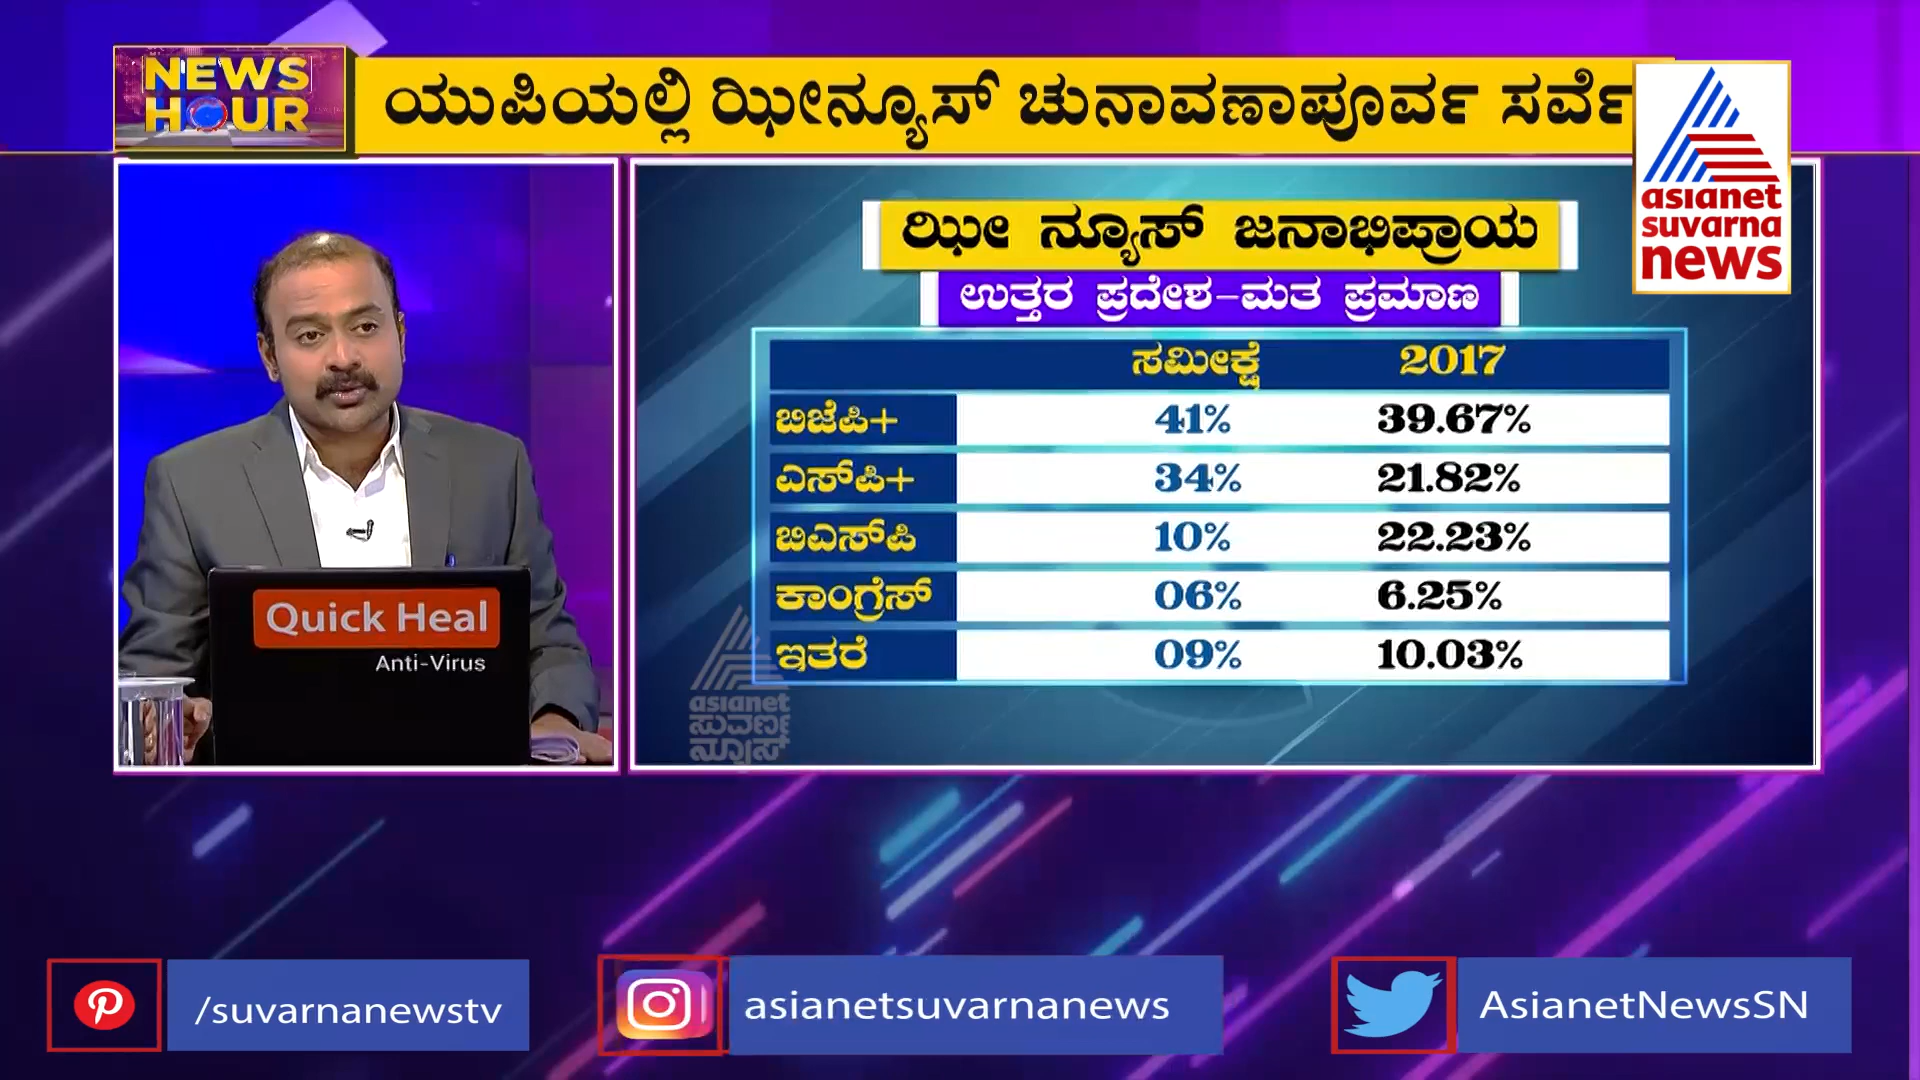 NEWS
HOUR
ಯುಪಿಯಲ್ಲಿ ಝೀನ್ಯೂಸ್ ಚುನಾವಣಾಪೂರ್ವ ಸರ್ವೆ
asianet
suvarna
news
ಝೀ ನ್ಯೂಸ್ ಜನಾಭಿಪ್ರಾಯ
ಉತ್ತರ ಪ್ರದೇಶ-ಮತ ಪ್ರಮಾಣ
ಸಮೀಕ್ಷೆ 2017
ಬಿಜೆಪಿ+ 41% 39.67%
ಎಸ್‌ಪಿ+ 34% 21.82%
ಬಿಎಸ್‌ಪಿ 10% 22.23%
ಕಾಂಗ್ರೆಸ್ 06% 6.25%
ಇತರೆ 09% 10.03%
Quick Heal
Anti-Virus
asianet
ಸುವರ್ಣ
ನ್ಯೂಸ್
/suvarnanewstv
asianetsuvarnanews
AsianetNewsSN